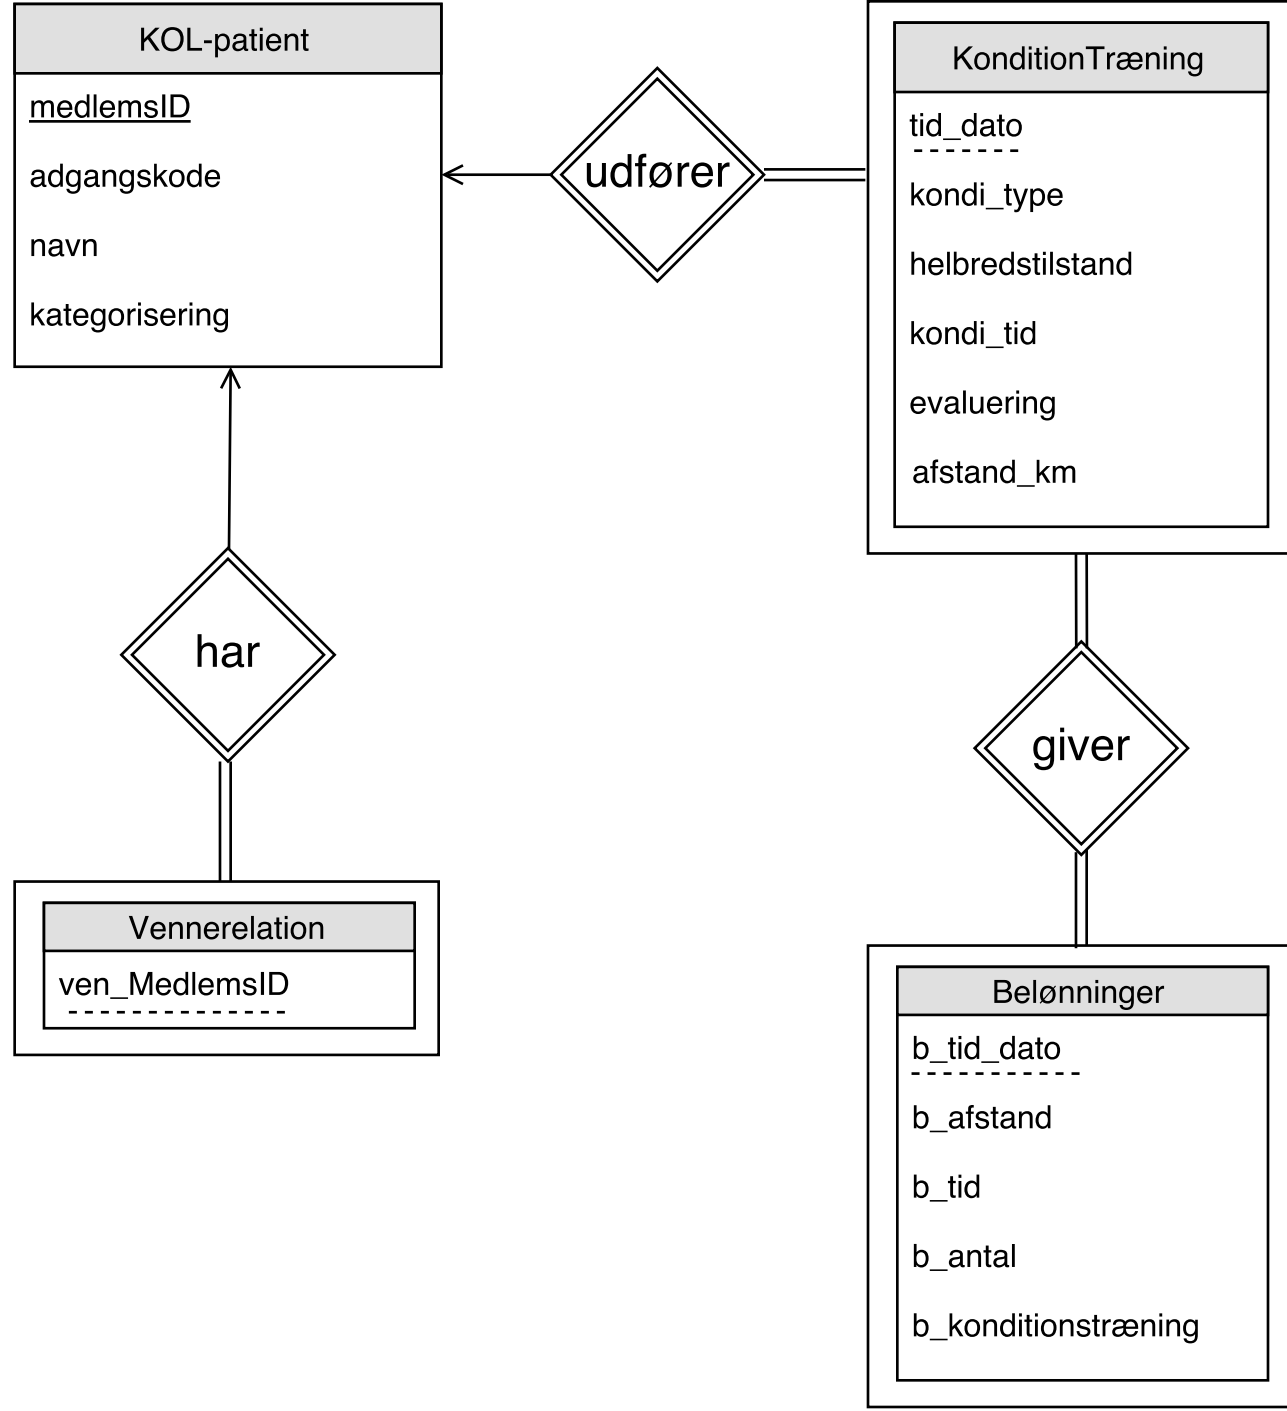 KOL-patient
medlemsID
adgangskode
navn
kategorisering
udfører
KonditionTræning
tid_dato
kondi_type
helbredstilstand
kondi_tid
evaluering
afstand_km
har
giver
Vennerelation
ven_MedlemsID
Belønninger
b_tid_dato
b_afstand
b_tid
b_antal
b_konditionstræning